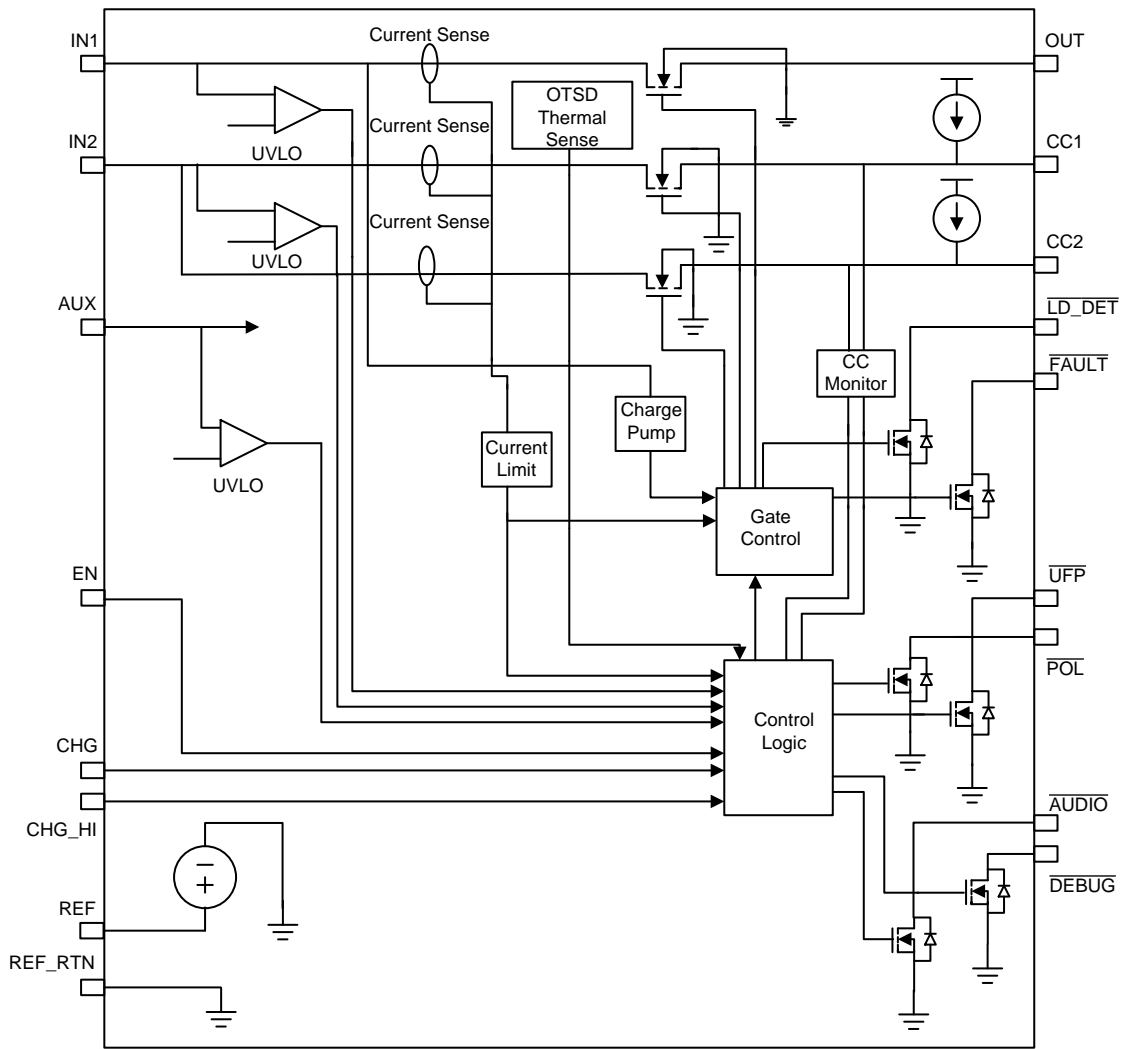 IN1
Current Sense
OUT
OTSD
Thermal
Sense
UVLO
IN2
Current Sense
CC1
UVLO
Current Sense
CC2
AUX
LD_DET
FAULT
CC
Monitor
Charge
Pump
Current
Limit
UVLO
Gate
Control
EN
UFP
POL
Control
Logic
CHG
CHG_HI
AUDIO
DEBUG
REF
REF_RTN